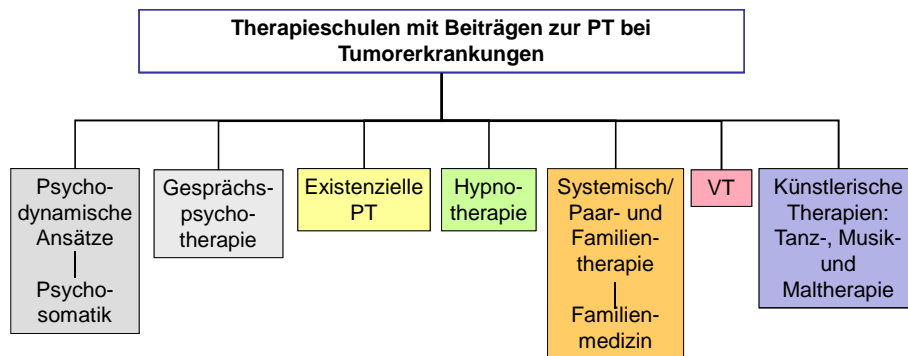 Therapieschulen mit Beiträgen zur PT bei
Tumorerkrankungen
Psycho-
dynamische
Ansätze
Psycho-
somatik
Gesprächs-
psycho-
therapie
Existenzielle
PT
Hypno-
therapie
Systemisch/
Paar- und
Familien-
therapie
Familien-
medizin
VT
Künstlerische
Therapien:
Tanz-, Musik-
und
Maltherapie